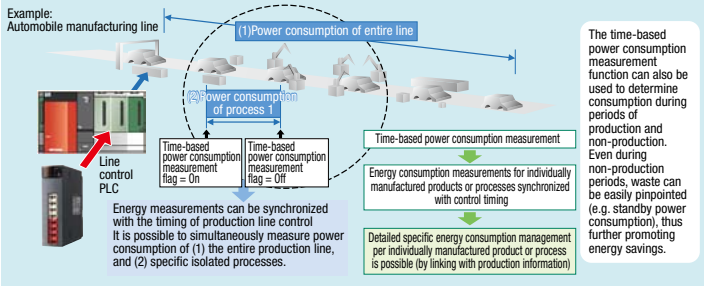 Example:
Automobile manufacturing line
(1)Power consumption of entire line
(2)Power consumption
of process 1
Line
control
PLC
Time-based
power consumption
measurement
flag = On
Time-based
power consumption
measurement
flag = Off
Energy measurements can be synchronized
with the timing of production line control
It is possible to simultaneously measure power
consumption of (1) the entire production line,
and (2) specific isolated processes.
Time-based power consumption measurement
Energy consumption measurements for individually
manufactured products or processes synchronized
with control timing
Detailed specific energy consumption management
per individually manufactured product or process
is possible (by linking with production information)
The time-based
power consumption
measurement
function can also be
used to determine
consumption during
periods of
production and
non-production.
Even during
non-production
periods, waste can
be easily pinpointed
(e.g. standby power
consumption), thus
further promoting
energy savings.